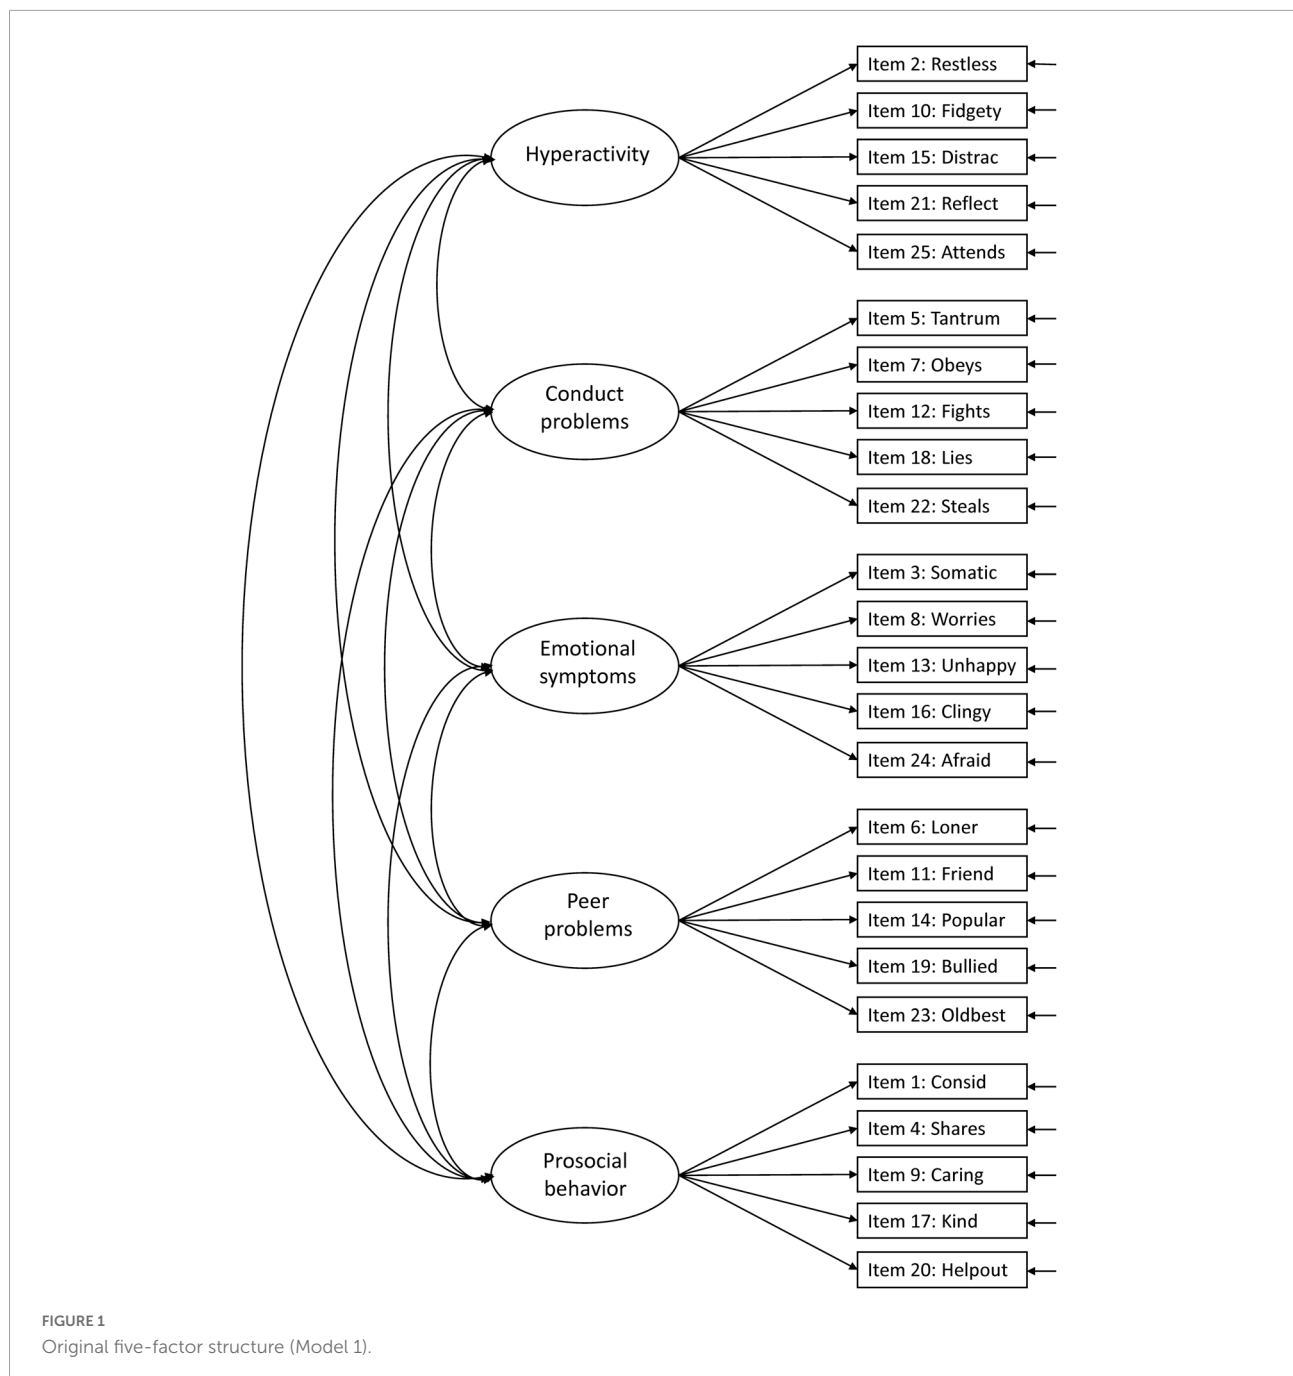 Hyperactivity
Item 2: Restless
Item 10: Fidgety
Item 15: Distrac
Item 21: Reflect
Item 25: Attends
Conduct
problems
Item 5: Tantrum
Item 7: Obeys
Item 12: Fights
Item 18: Lies
Item 22: Steals
Emotional
symptoms
Item 3: Somatic
Item 8: Worries
Item 13: Unhappy
Item 16: Clingy
Item 24: Afraid
Peer
problems
Item 6: Loner
Item 11: Friend
Item 14: Popular
Item 19: Bullied
Item 23: Oldbest
Prosocial
behavior
Item 1: Consid
Item 4: Shares
Item 9: Caring
Item 17: Kind
Item 20: Helpout
FIGURE 1
Original five-factor structure (Model 1).